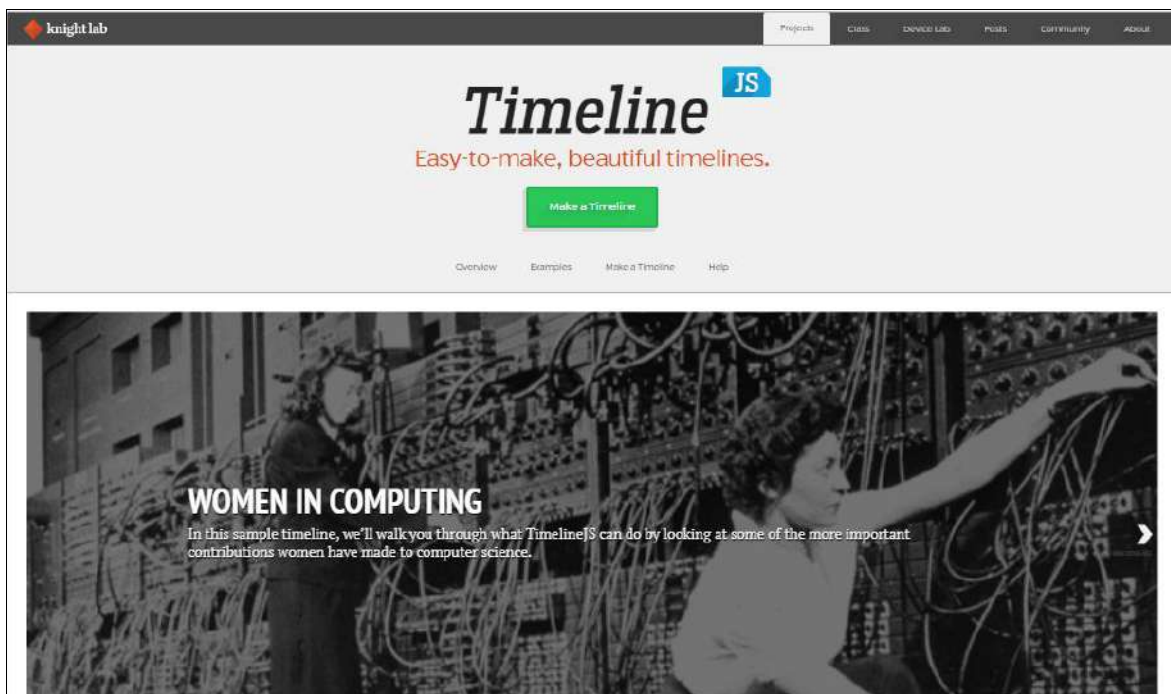 knight lab
Projects Class Device Lab Posts Community About
Timeline JS
Easy-to-make, beautiful timelines.
Make a Timeline
Overview Examples Make a Timeline Help
WOMEN IN COMPUTING
In this sample timeline, we'll walk you through what TimelineJS can do by looking at some of the more important
contributions women have made to computer science.